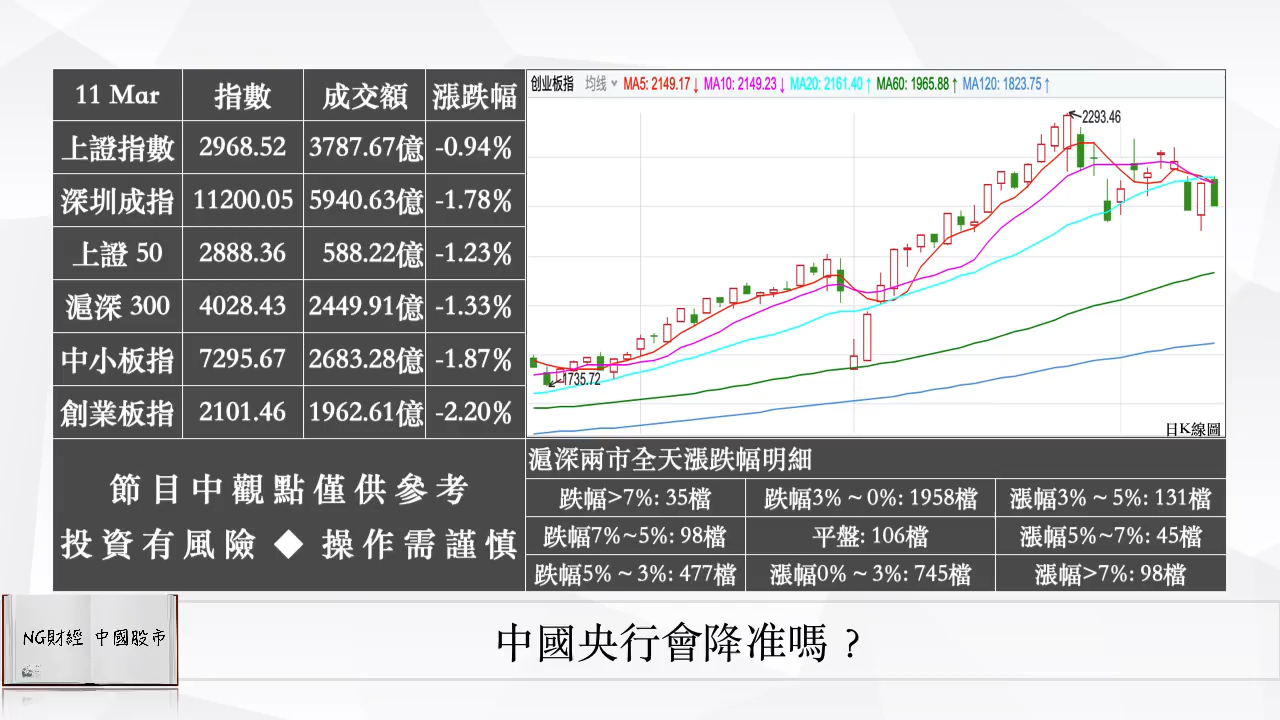 11 Mar 指數 成交額 漲跌幅
上證指數 2968.52 3787.67億 -0.94%
深圳成指 11200.05 5940.63億 -1.78%
上證 50 2888.36 588.22億 -1.23%
滬深 300 4028.43 2449.91億 -1.33%
中小板指 7295.67 2683.28億 -1.87%
創業板指 2101.46 1962.61億 -2.20%
节目中觀點僅供參考
投資有風險 ◆ 操作需謹慎
创业板指 均线 MA5: 2149.17↓ MA10: 2149.23↓ MA20: 2161.40↑ MA60: 1965.88↑ MA120: 1823.75↑
2293.46
1735.72
日K線圖
滬深兩市全天漲跌幅明細
跌幅>7%: 35檔 跌幅3% ~ 0%: 1958檔 漲幅3% ~ 5%: 131檔
跌幅7%~5%: 98檔 平盤: 106檔 漲幅5%~7%: 45檔
跌幅5% ~ 3%: 477檔 漲幅0% ~ 3%: 745檔 漲幅>7%: 98檔
NG財經 中國股市
中國央行會降准嗎 ?